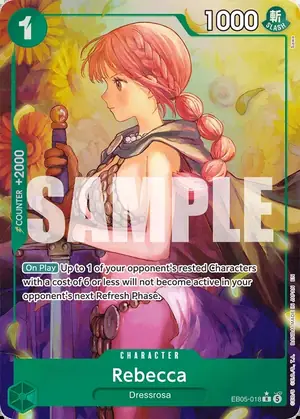 1
1000
斬
SLASH
COUNTER +2000
SAMPLE
On Play Up to 1 of your opponent's rested Characters
with a cost of 6 or less will not become active in your
opponent's next Refresh Phase.
CHARACTER
Rebecca
Dressrosa
EB05-018 R